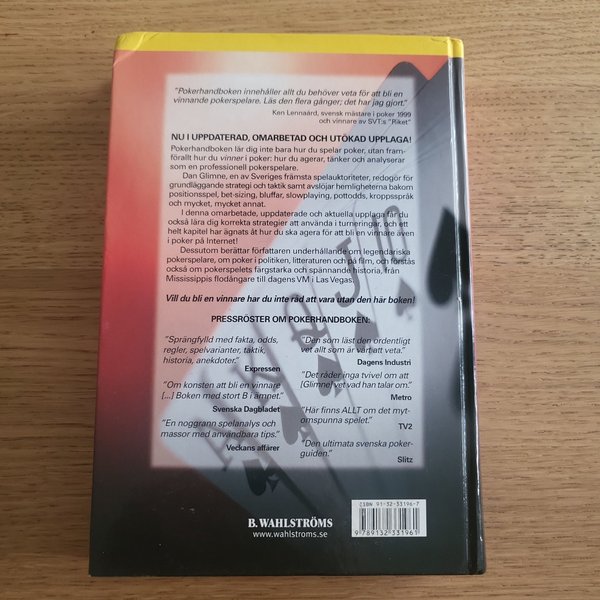 "Pokerhandboken innehåller allt du behöver veta för att bli en
vinnande pokerspelare. Läs den flera gånger; det har jag gjort."
Ken Lennaárd, svensk mästare i poker 1999
och vinnare av SVT:s "Riket"
NU I UPPDATERAD, OMARBETAD OCH UTÖKAD UPPLAGA!
Pokerhandboken lär dig inte bara hur du spelar poker, utan fram-
förallt hur du vinner i poker: hur du agerar, tänker och analyserar
som en professionell pokerspelare.
Dan Glimne, en av Sveriges främsta spelauktoriteter, redogör för
grundläggande strategi och taktik samt avslöjar hemligheterna bakom
positionsspel, bet-sizing, bluffar, slowplaying, pottodds, kroppsspråk
och mycket, mycket annat.
I denna omarbetade, uppdaterade och aktuella upplaga får du
också lära dig korrekta strategier att använda i turneringar, och ett
helt kapitel har ägnats åt hur du ska agera för att bli en vinnare även
i poker på Internet!
Dessutom berättar författaren underhållande om legendariska
pokerspelare, om poker i politiken, litteraturen och på film, och förstås
också om pokerspelets färgstarka och spännande historia, från
Mississippis flodångare till dagens VM i Las Vegas.
Vill du bli en vinnare har du inte råd att vara utan den här boken!
PRESSRÖSTER OM POKERHANDBOKEN:
"Sprängfylld med fakta, odds,
regler, spelvarianter, taktik,
historia, anekdoter."
Expressen
"Om konsten att bli en vinnare
[...] Boken med stort B i ämnet."
Svenska Dagbladet
"En noggrann spelanalys och
massor med användbara tips."
Veckans affärer
"Den som läst den ordentligt
vet allt som är värt att veta."
Dagens Industri
"Det råder inga tvivel om att
[Glimne] vet vad han talar om."
Metro
"Här finns ALLT om det myt-
omspunna spelet."
TV2
"Den ultimata svenska poker-
guiden."
Slitz
B. WAHLSTRÖMS
www.wahlstroms.se
ISBN 91-32-33196-7
9 789132 331961
A
K
Q
J
10